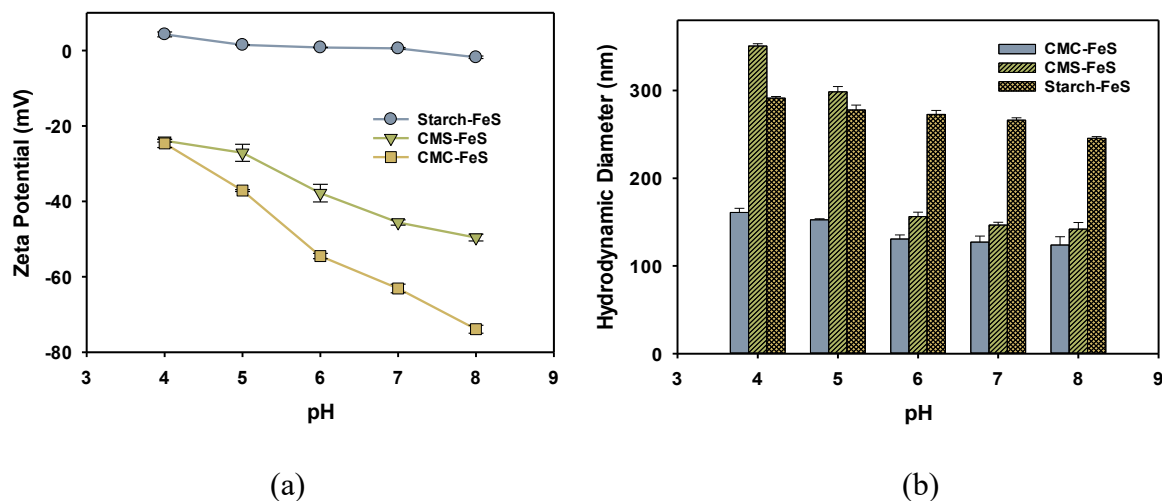 0
-20
-40
-60
-80
Zeta Potential (mV)
Starch-FeS
CMS-FeS
CMC-FeS
3 4 5 6 7 8 9
pH
(a)
300
200
100
0
Hydrodynamic Diameter (nm)
CMC-FeS
CMS-FeS
Starch-FeS
3 4 5 6 7 8 9
pH
(b)